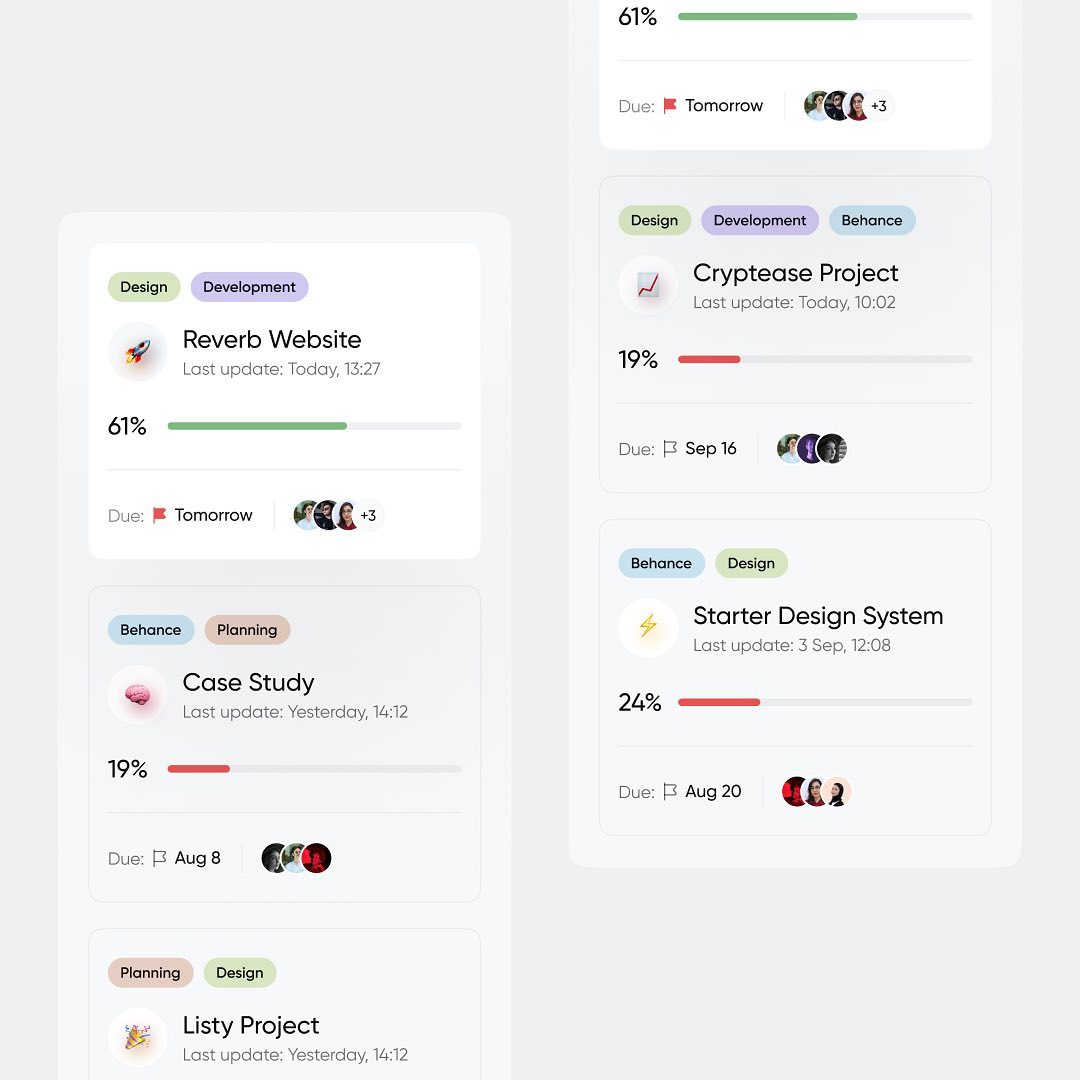 Design Development
Reverb Website
Last update: Today, 13:27
61%
Due: Tomorrow +3
Behance Planning
Case Study
Last update: Yesterday, 14:12
19%
Due: Aug 8
Planning Design
Listy Project
Last update: Yesterday, 14:12
61%
Due: Tomorrow +3
Design Development Behance
Cryptease Project
Last update: Today, 10:02
19%
Due: Sep 16
Behance Design
Starter Design System
Last update: 3 Sep, 12:08
24%
Due: Aug 20